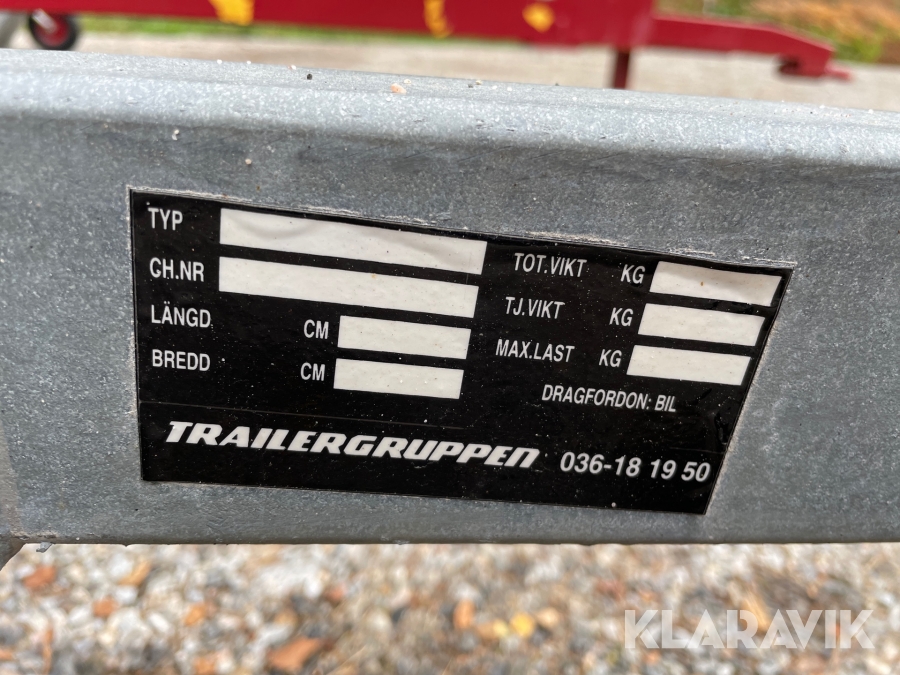 TYP
CH.NR
LÄNGD CM
BREDD CM
TOT.VIKT KG
TJ.VIKT KG
MAX.LAST KG
DRAGFORDON: BIL
TRAILERGRUPPEN 036-18 19 50
KLARAVIK